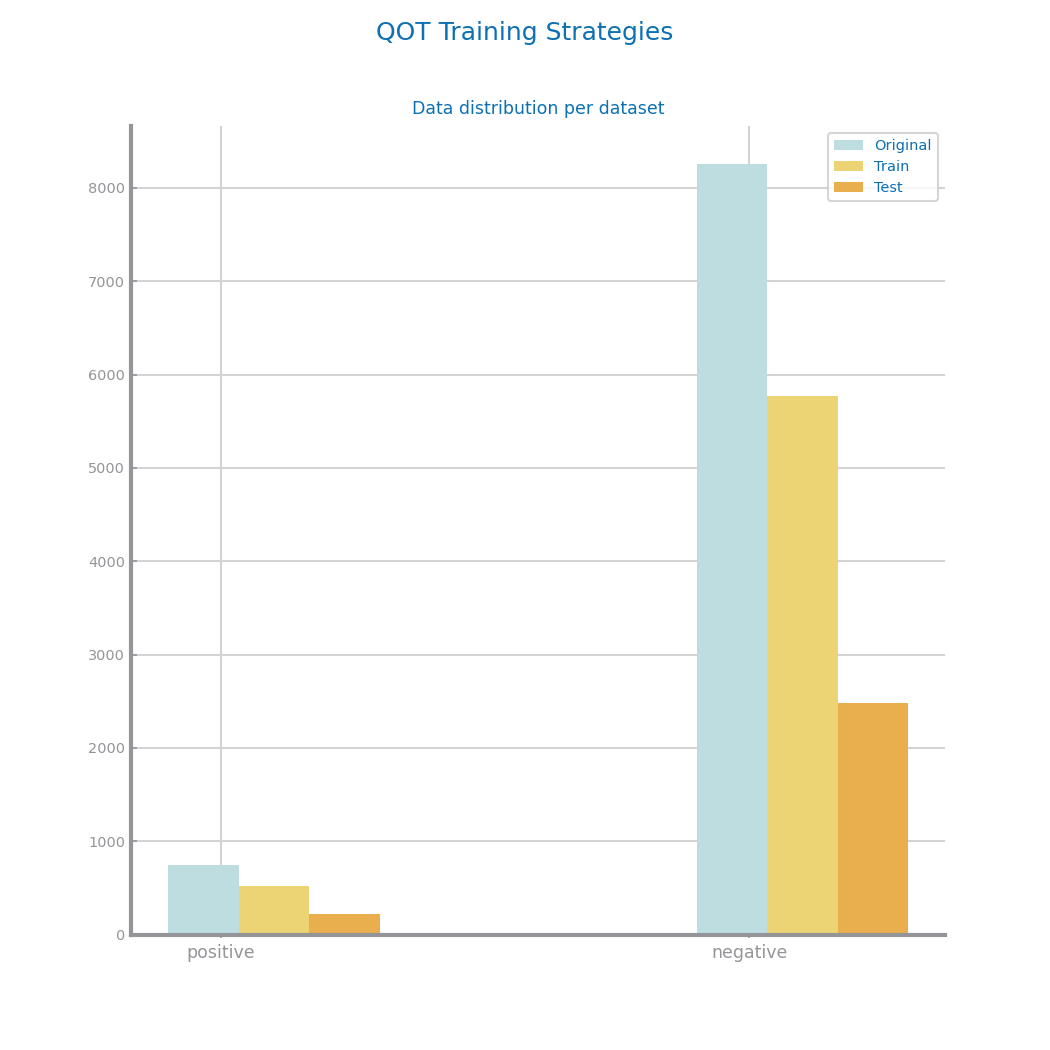 QOT Training Strategies
Data distribution per dataset
Original
Train
Test
8000
7000
6000
5000
4000
3000
2000
1000
0
positive negative